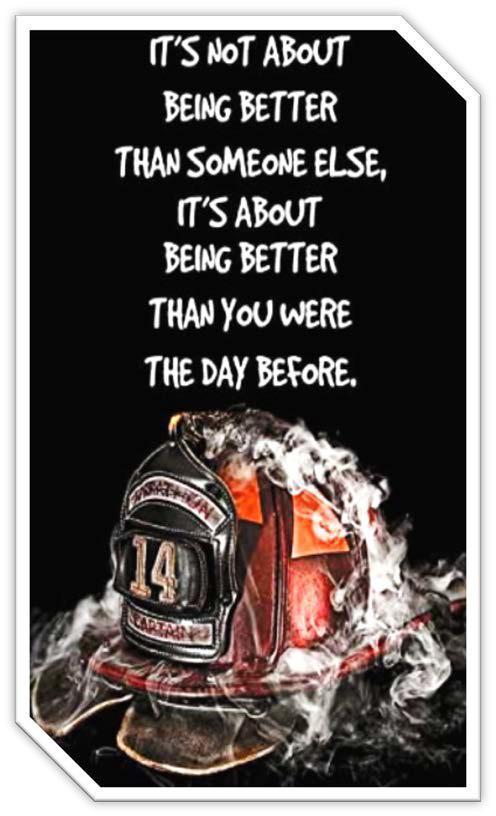 IT'S NOT ABOUT
BEING BETTER
THAN SOMEONE ELSE,
IT'S ABOUT
BEING BETTER
THAN YOU WERE
THE DAY BEFORE.
14
CAPTAIN